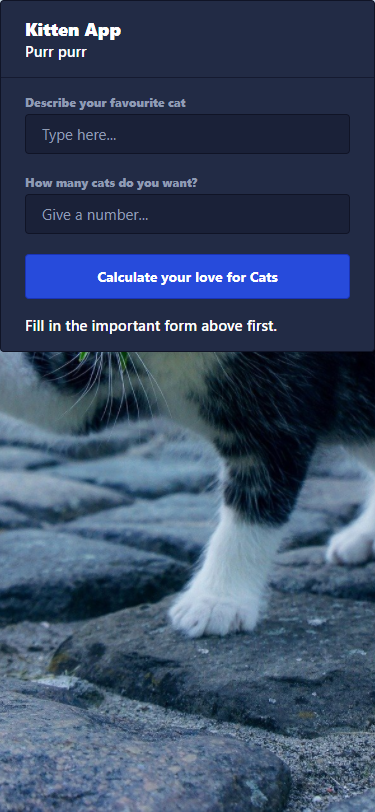 Kitten App
Purr purr
Describe your favourite cat
Type here...
How many cats do you want?
Give a number...
Calculate your love for Cats
Fill in the important form above first.